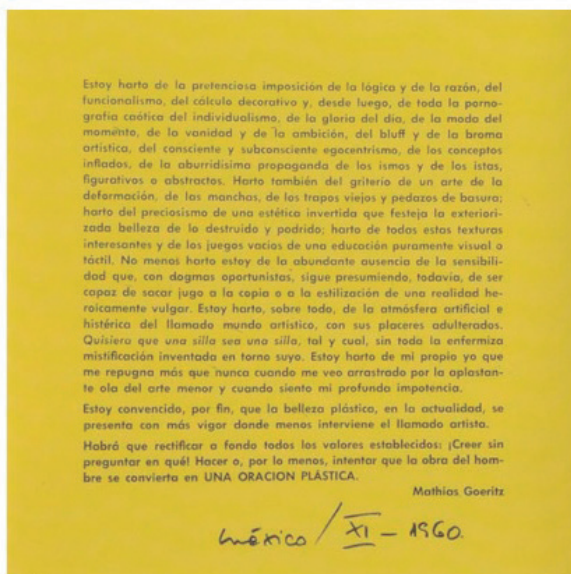 Estoy harto de la pretenciosa imposición de la lógica y de la razón, del
funcionalismo, del cálculo decorativo y, desde luego, de toda la porno-
grafía caótica del individualismo, de la gloria del día, de la moda del
momento, de la vanidad y de la ambición, del bluff y de la broma
artística, del consciente y subconsciente egocentrismo, de los conceptos
inflados, de la aburridísima propaganda de los ismos y de los istas,
figurativos o abstractos. Harto también del griterio de un arte de la
deformación, de las manchas, de los trapos viejos y pedazos de basura;
harto del preciosismo de una estética invertida que festeja la exteriori-
zada belleza de lo destruido y podrido; harto de todas estas texturas
interesantes y de los juegos vacíos de una educación puramente visual o
táctil. No menos harto estoy de la abundante ausencia de la sensibili-
dad que, con dogmas oportunistas, sigue presumiendo, todavía, de ser
capaz de sacar jugo a la copia o a la estilización de una realidad he-
roicamente vulgar. Estoy harto, sobre todo, de la atmósfera artificial e
histérica del llamado mundo artístico, con sus placeres adulterados.
Quisiera que una silla sea una silla, tal y cual, sin toda la enfermiza
mistificación inventada en torno suyo. Estoy harto de mi propio yo que
me repugna más que nunca cuando me veo arrastrado por la aplastan-
te ola del arte menor y cuando siento mi profunda impotencia.
Estoy convencido, por fin, que la belleza plástica, en la actualidad, se
presenta con más vigor donde menos interviene el llamado artista.
Habrá que rectificar a fondo todos los valores establecidos: ¡Creer sin
preguntar en qué! Hacer o, por lo menos, intentar que la obra del hom-
bre se convierta en UNA ORACION PLÁSTICA.
Mathias Goeritz
México / XI - 1960.